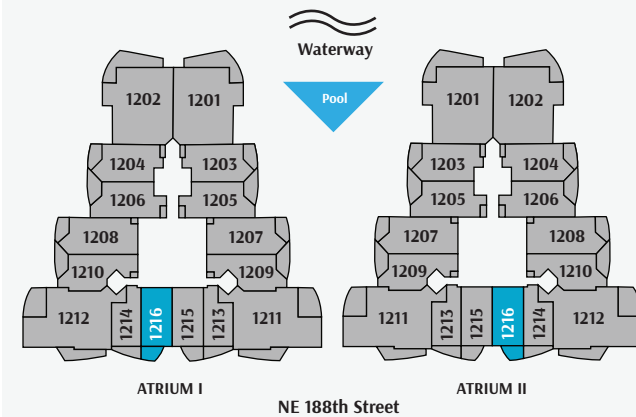 Waterway
Pool
1202 1201
1204 1203
1206 1205
1208 1207
1210 1209
1212 1214 1216 1215 1213 1211
ATRIUM I
1201 1202
1203 1204
1205 1206
1207 1208
1209 1210
1211 1213 1215 1216 1214 1212
ATRIUM II
NE 188th Street